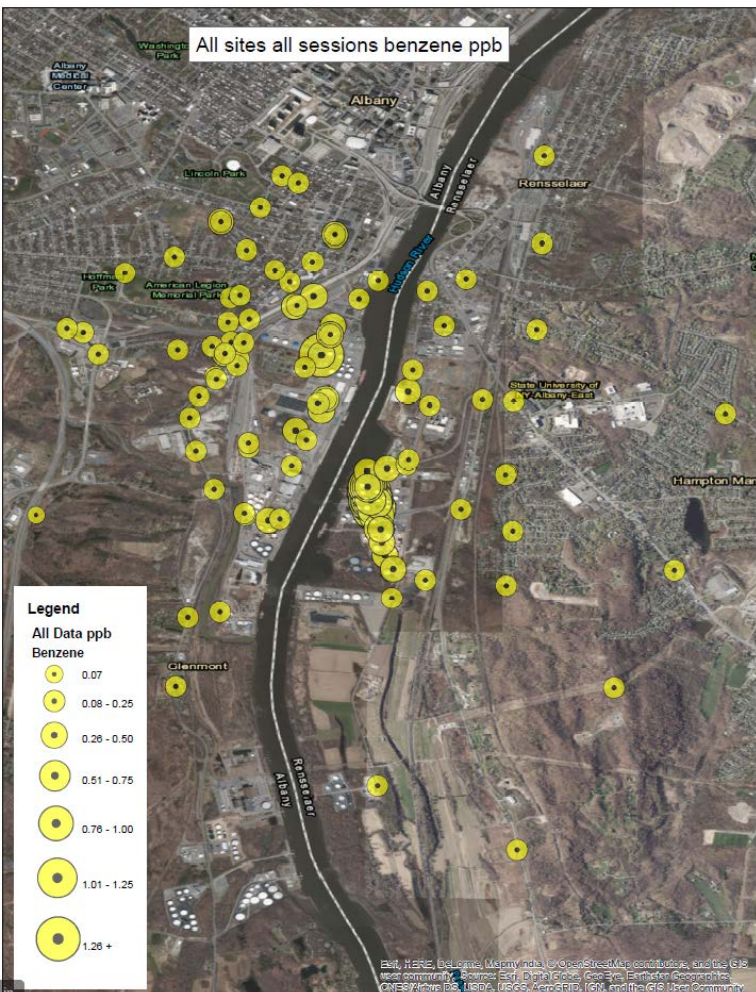 All sites all sessions benzene ppb
Washington
Park
Albany
Medical
Center
Albany
Lincoln Park
Albany
Rensselaer
Rensselaer
Hudson River
Hoffman
Park
American Legion
Memorial Park
State University of
NY Albany-East
Hampton Man
Glenmont
Rensselaer
Albany
Legend
All Data ppb
Benzene
0.07
0.08 - 0.25
0.26 - 0.50
0.51 - 0.75
0.76 - 1.00
1.01 - 1.25
1.26 +
Esri, HERE, DeLorme, MapmyIndia, © OpenStreetMap contributors, and the GIS
user community, Source: Esri, DigitalGlobe, GeoEye, Earthstar Geographics,
CNES/Airbus DS, USDA, USGS, AeroGRID, IGN, and the GIS User Community